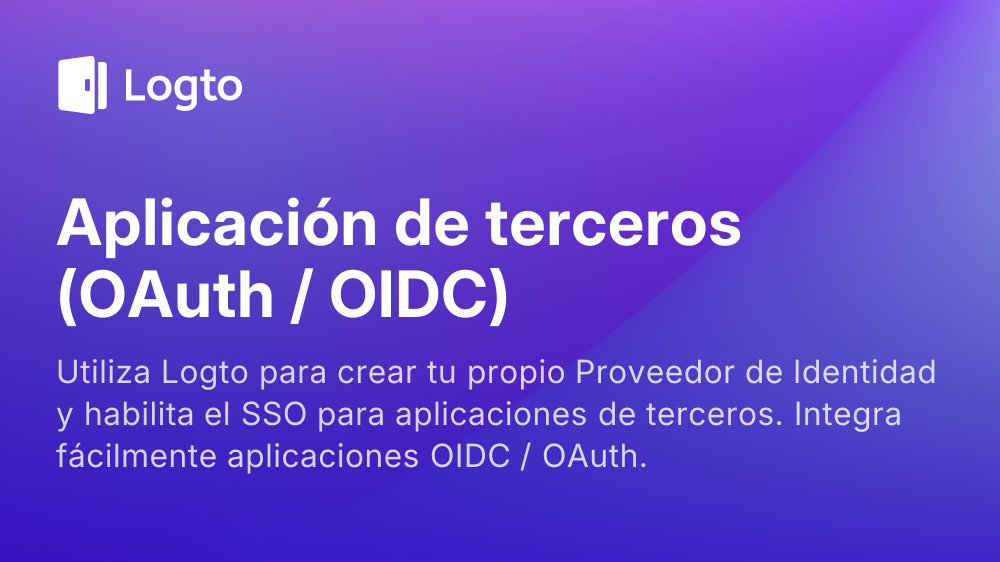 Logto
Aplicación de terceros
(OAuth / OIDC)
Utiliza Logto para crear tu propio Proveedor de Identidad
y habilita el SSO para aplicaciones de terceros. Integra
fácilmente aplicaciones OIDC / OAuth.